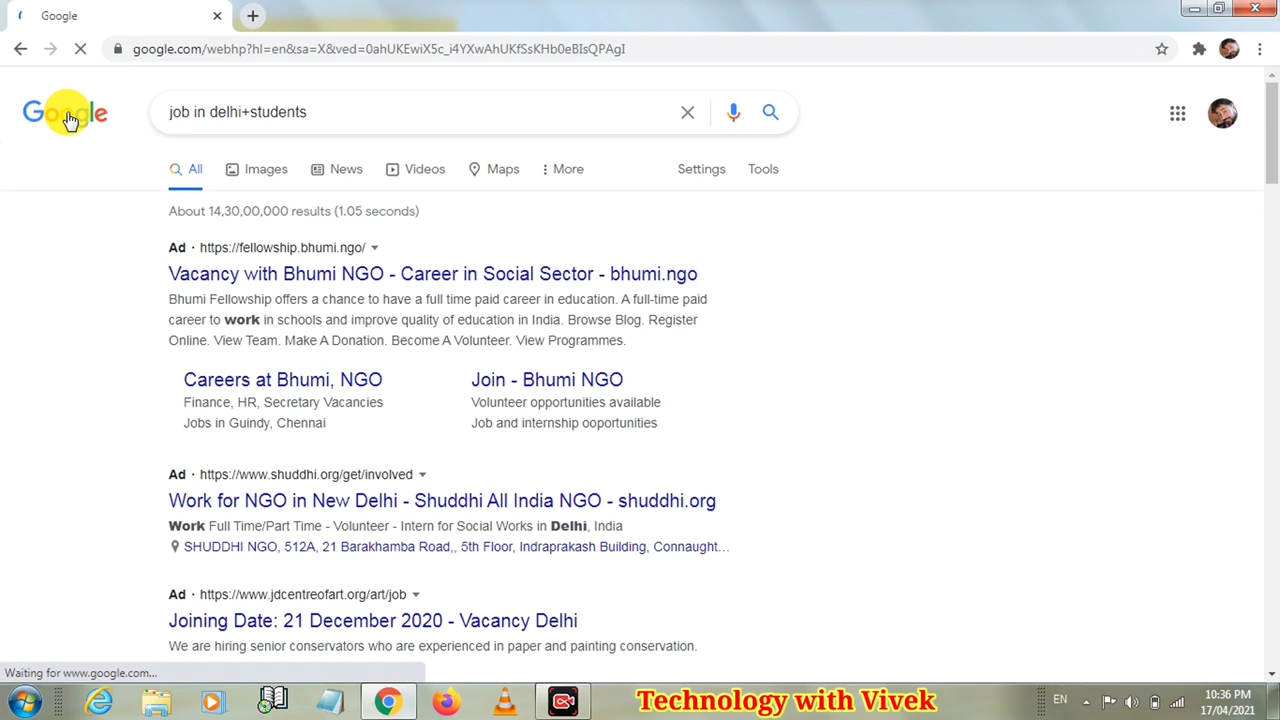 Google
google.com/webhp?hl=en&sa=X&ved=0ahUKEwiX5c_i4YXwAhUKfSsKHb0eBIsQPAgI
Google
job in delhi+students
All
Images
News
Videos
Maps
More
Settings
Tools
About 14,30,00,000 results (1.05 seconds)
Ad · https://fellowship.bhumi.ngo/
Vacancy with Bhumi NGO - Career in Social Sector - bhumi.ngo
Bhumi Fellowship offers a chance to have a full time paid career in education. A full-time paid
career to work in schools and improve quality of education in India. Browse Blog. Register
Online. View Team. Make A Donation. Become A Volunteer. View Programmes.
Careers at Bhumi, NGO
Finance, HR, Secretary Vacancies
Jobs in Guindy, Chennai
Join - Bhumi NGO
Volunteer opportunities available
Job and internship ooportunities
Ad · https://www.shuddhi.org/get/involved
Work for NGO in New Delhi - Shuddhi All India NGO - shuddhi.org
Work Full Time/Part Time - Volunteer - Intern for Social Works in Delhi, India
SHUDDHI NGO, 512A, 21 Barakhamba Road,, 5th Floor, Indraprakash Building, Connaught...
Ad · https://www.jdcentreofart.org/art/job
Joining Date: 21 December 2020 - Vacancy Delhi
We are hiring senior conservators who are experienced in paper and painting conservation.
Waiting for www.google.com...
Technology with Vivek
EN
10:36 PM
17/04/2021